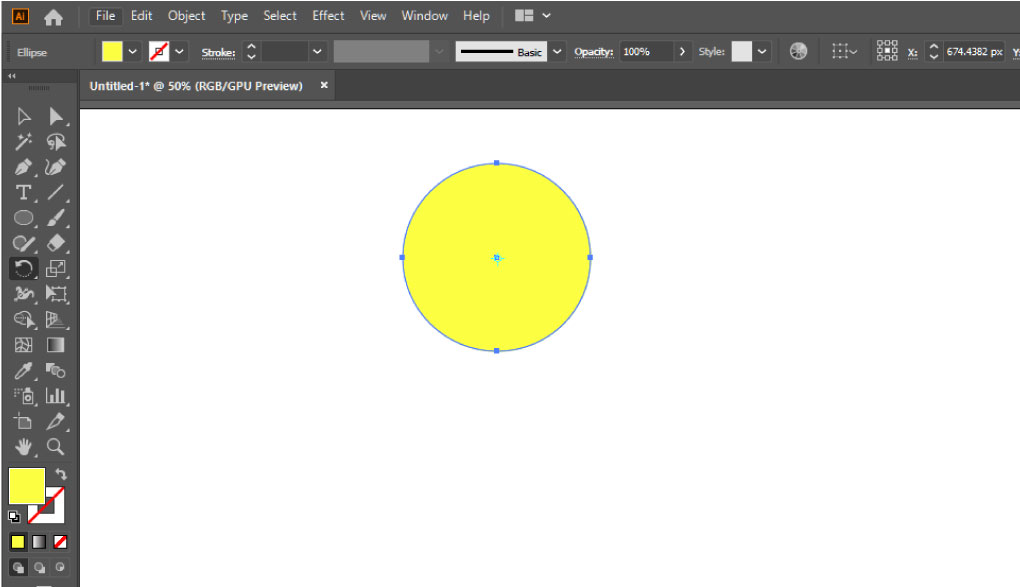 Ai File Edit Object Type Select Effect View Window Help
Ellipse Stroke: Basic Opacity: 100% Style: X: 674.4382 px
Untitled-1* @ 50% (RGB/GPU Preview) ×
T